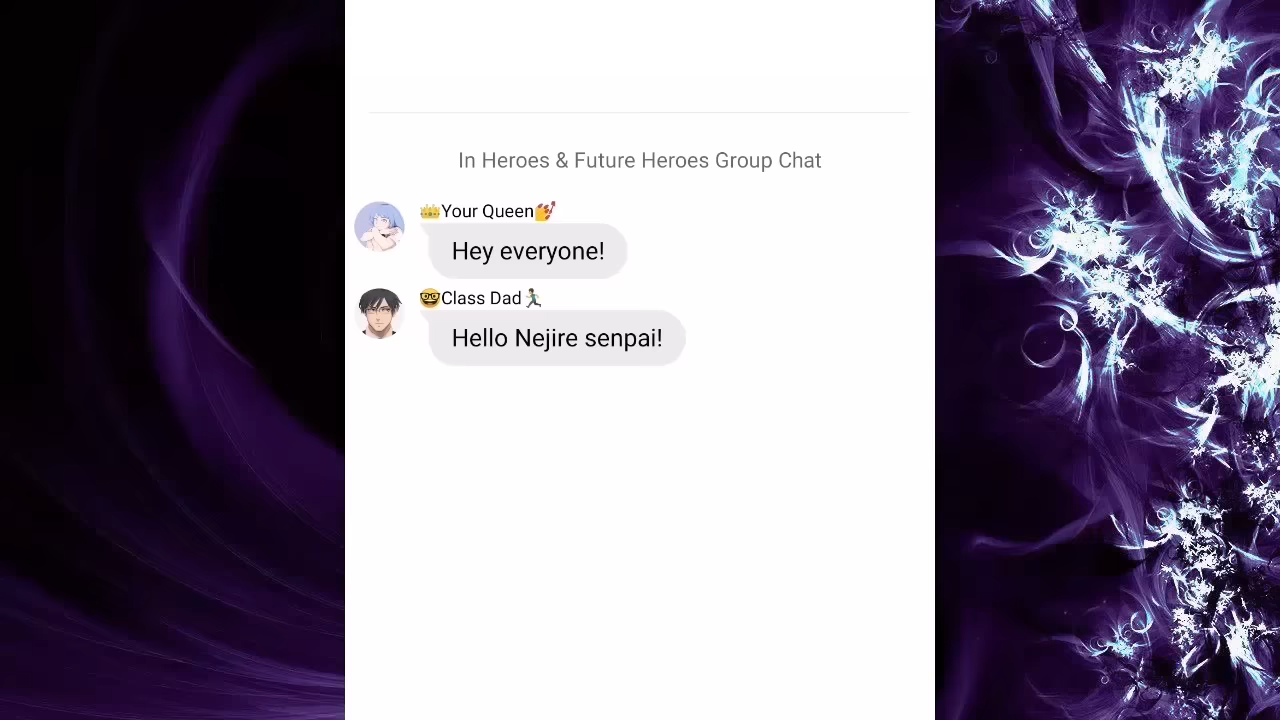 In Heroes & Future Heroes Group Chat
👑Your Queen💅
Hey everyone!
🤓Class Dad🏃🏽‍♂️
Hello Nejire senpai!